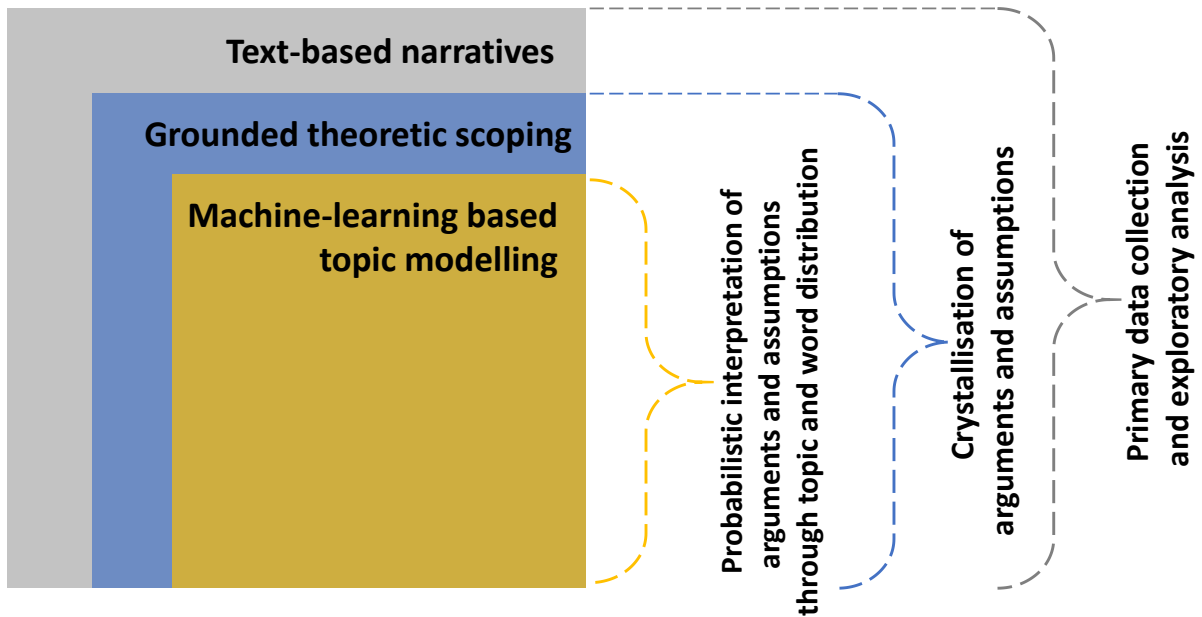 Text-based narratives
Grounded theoretic scoping
Machine-learning based
topic modelling
Probabilistic interpretation of
arguments and assumptions
through topic and word distribution
Crystallisation of
arguments and assumptions
Primary data collection
and exploratory analysis